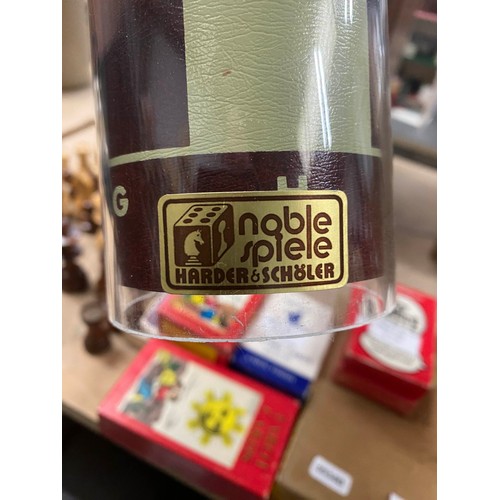 G H
noble
spiele
HARDER & SCHÖLER